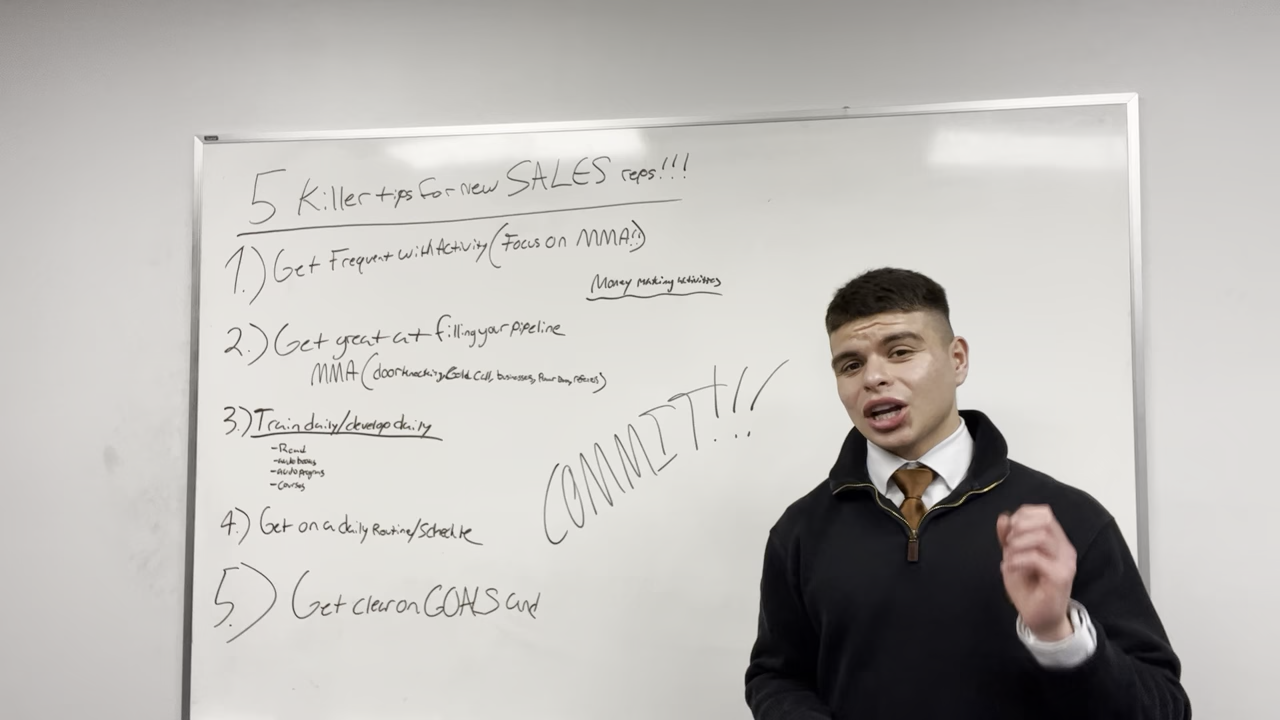 5 Killer tips for new SALES reps!!!
1.) Get Frequent with Activity (Focus on MMA!!)
Money Making Activities
2.) Get great at filling your pipeline
MMA (door knocking, Cold Call, businesses, referrals)
3.) Train daily/develop daily
- Read
- Audio books
- Audio programs
- Courses
4.) Get on a daily Routine/Schedule
5.) Get clear on GOALS and
COMMIT!!!